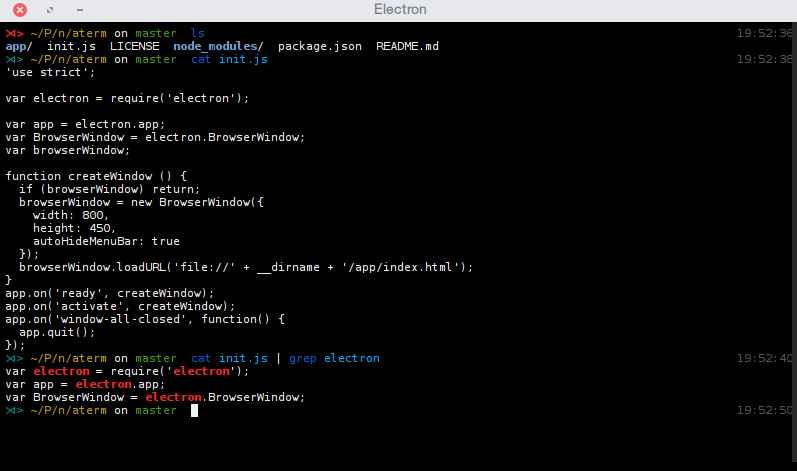 Electron
⋊> ~/P/n/aterm on master  ls 19:52:36
app/  init.js  LICENSE  node_modules/  package.json  README.md
⋊> ~/P/n/aterm on master  cat init.js 19:52:38
'use strict';
var electron = require('electron');
var app = electron.app;
var BrowserWindow = electron.BrowserWindow;
var browserWindow;
function createWindow () {
  if (browserWindow) return;
  browserWindow = new BrowserWindow({
    width: 800,
    height: 450,
    autoHideMenuBar: true
  });
  browserWindow.loadURL('file://' + __dirname + '/app/index.html');
}
app.on('ready', createWindow);
app.on('activate', createWindow);
app.on('window-all-closed', function() {
  app.quit();
});
⋊> ~/P/n/aterm on master  cat init.js | grep electron 19:52:40
var electron = require('electron');
var app = electron.app;
var BrowserWindow = electron.BrowserWindow;
⋊> ~/P/n/aterm on master 19:52:50